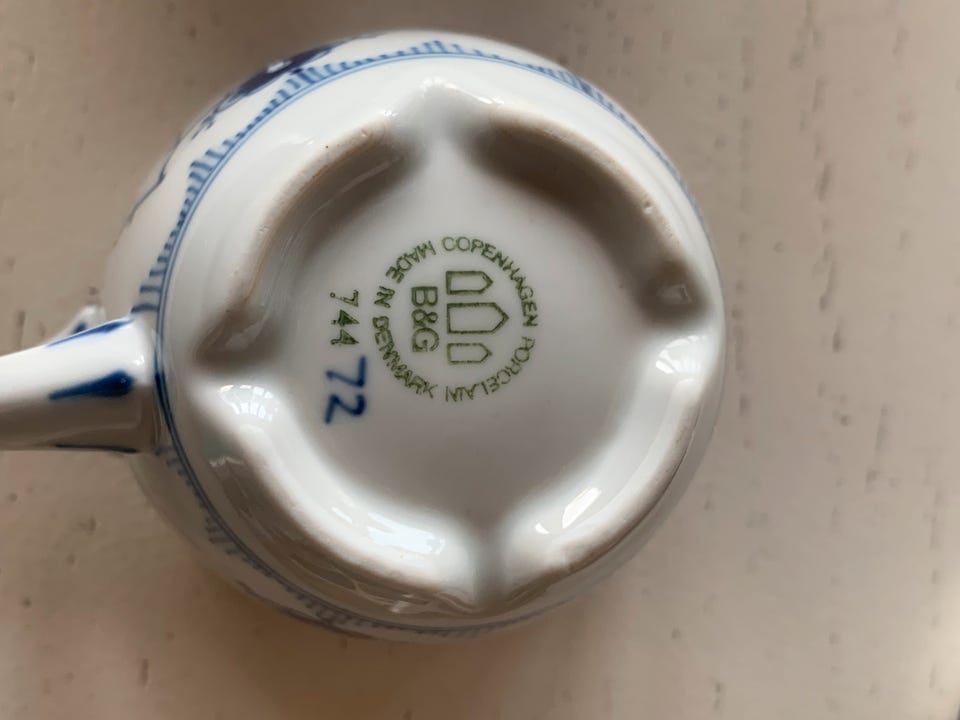 COPENHAGEN PORCELAIN
MADE IN DENMARK
B&G
744
72